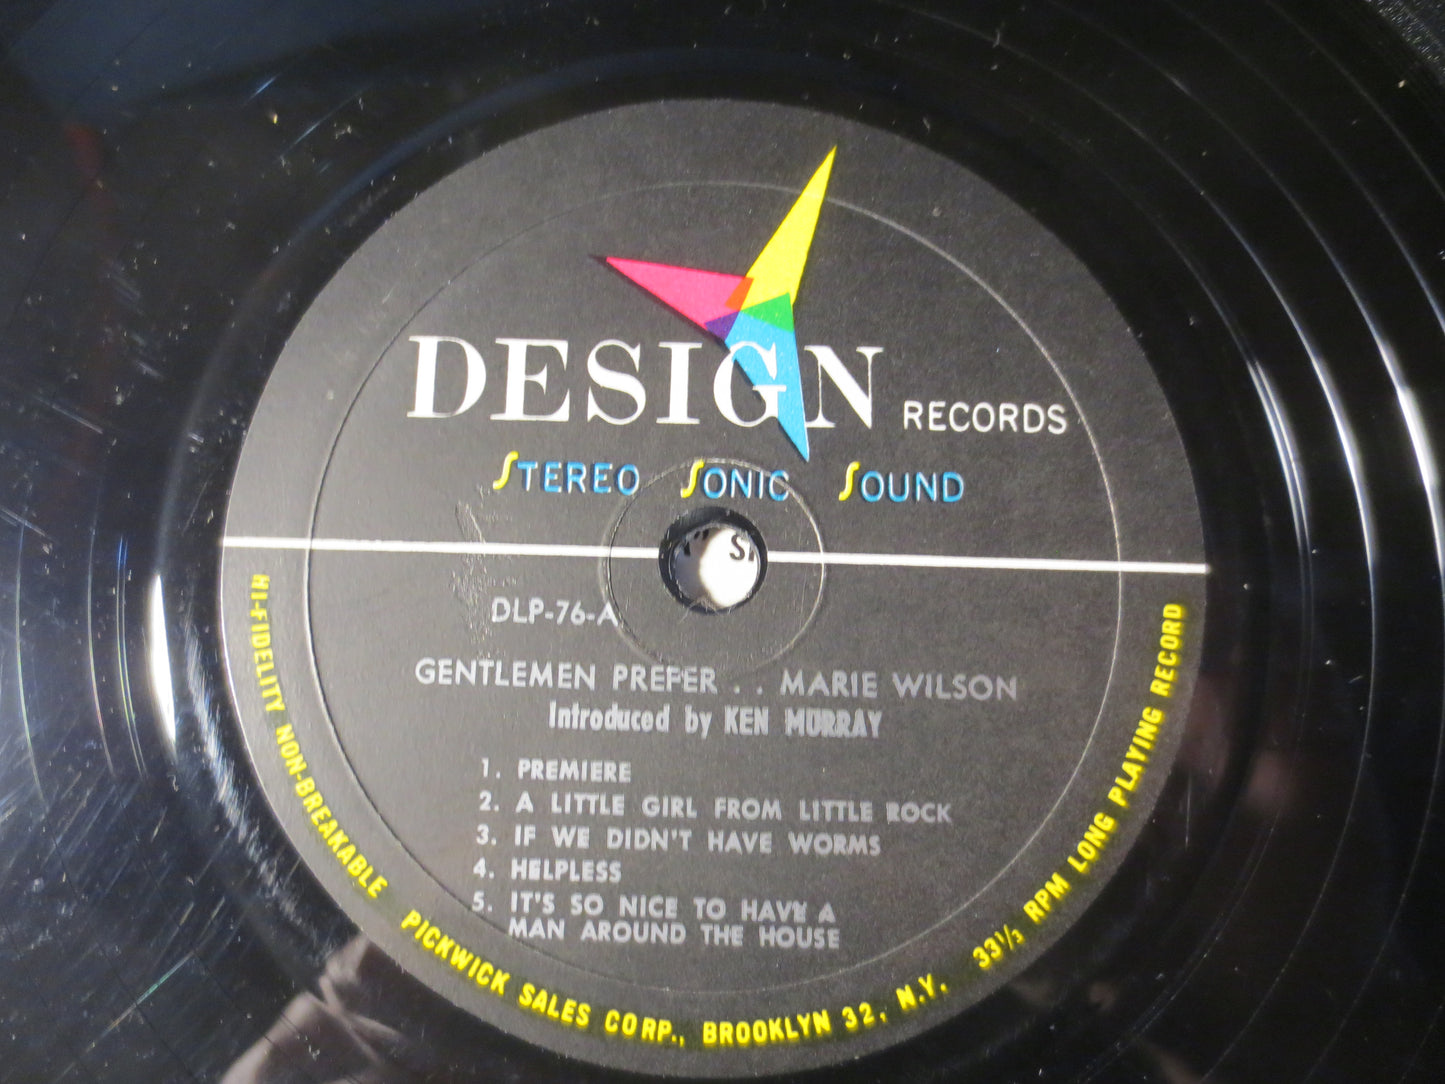 DESIGN RECORDS
STEREO SONIC SOUND
DLP-76-A
GENTLEMEN PREFER . . MARIE WILSON
Introduced by KEN MURRAY
1. PREMIERE
2. A LITTLE GIRL FROM LITTLE ROCK
3. IF WE DIDN'T HAVE WORMS
4. HELPLESS
5. IT'S SO NICE TO HAVE A
MAN AROUND THE HOUSE
HI-FIDELITY NON-BREAKABLE PICKWICK SALES CORP., BROOKLYN 32, N.Y. 33⅓ RPM LONG PLAYING RECORD